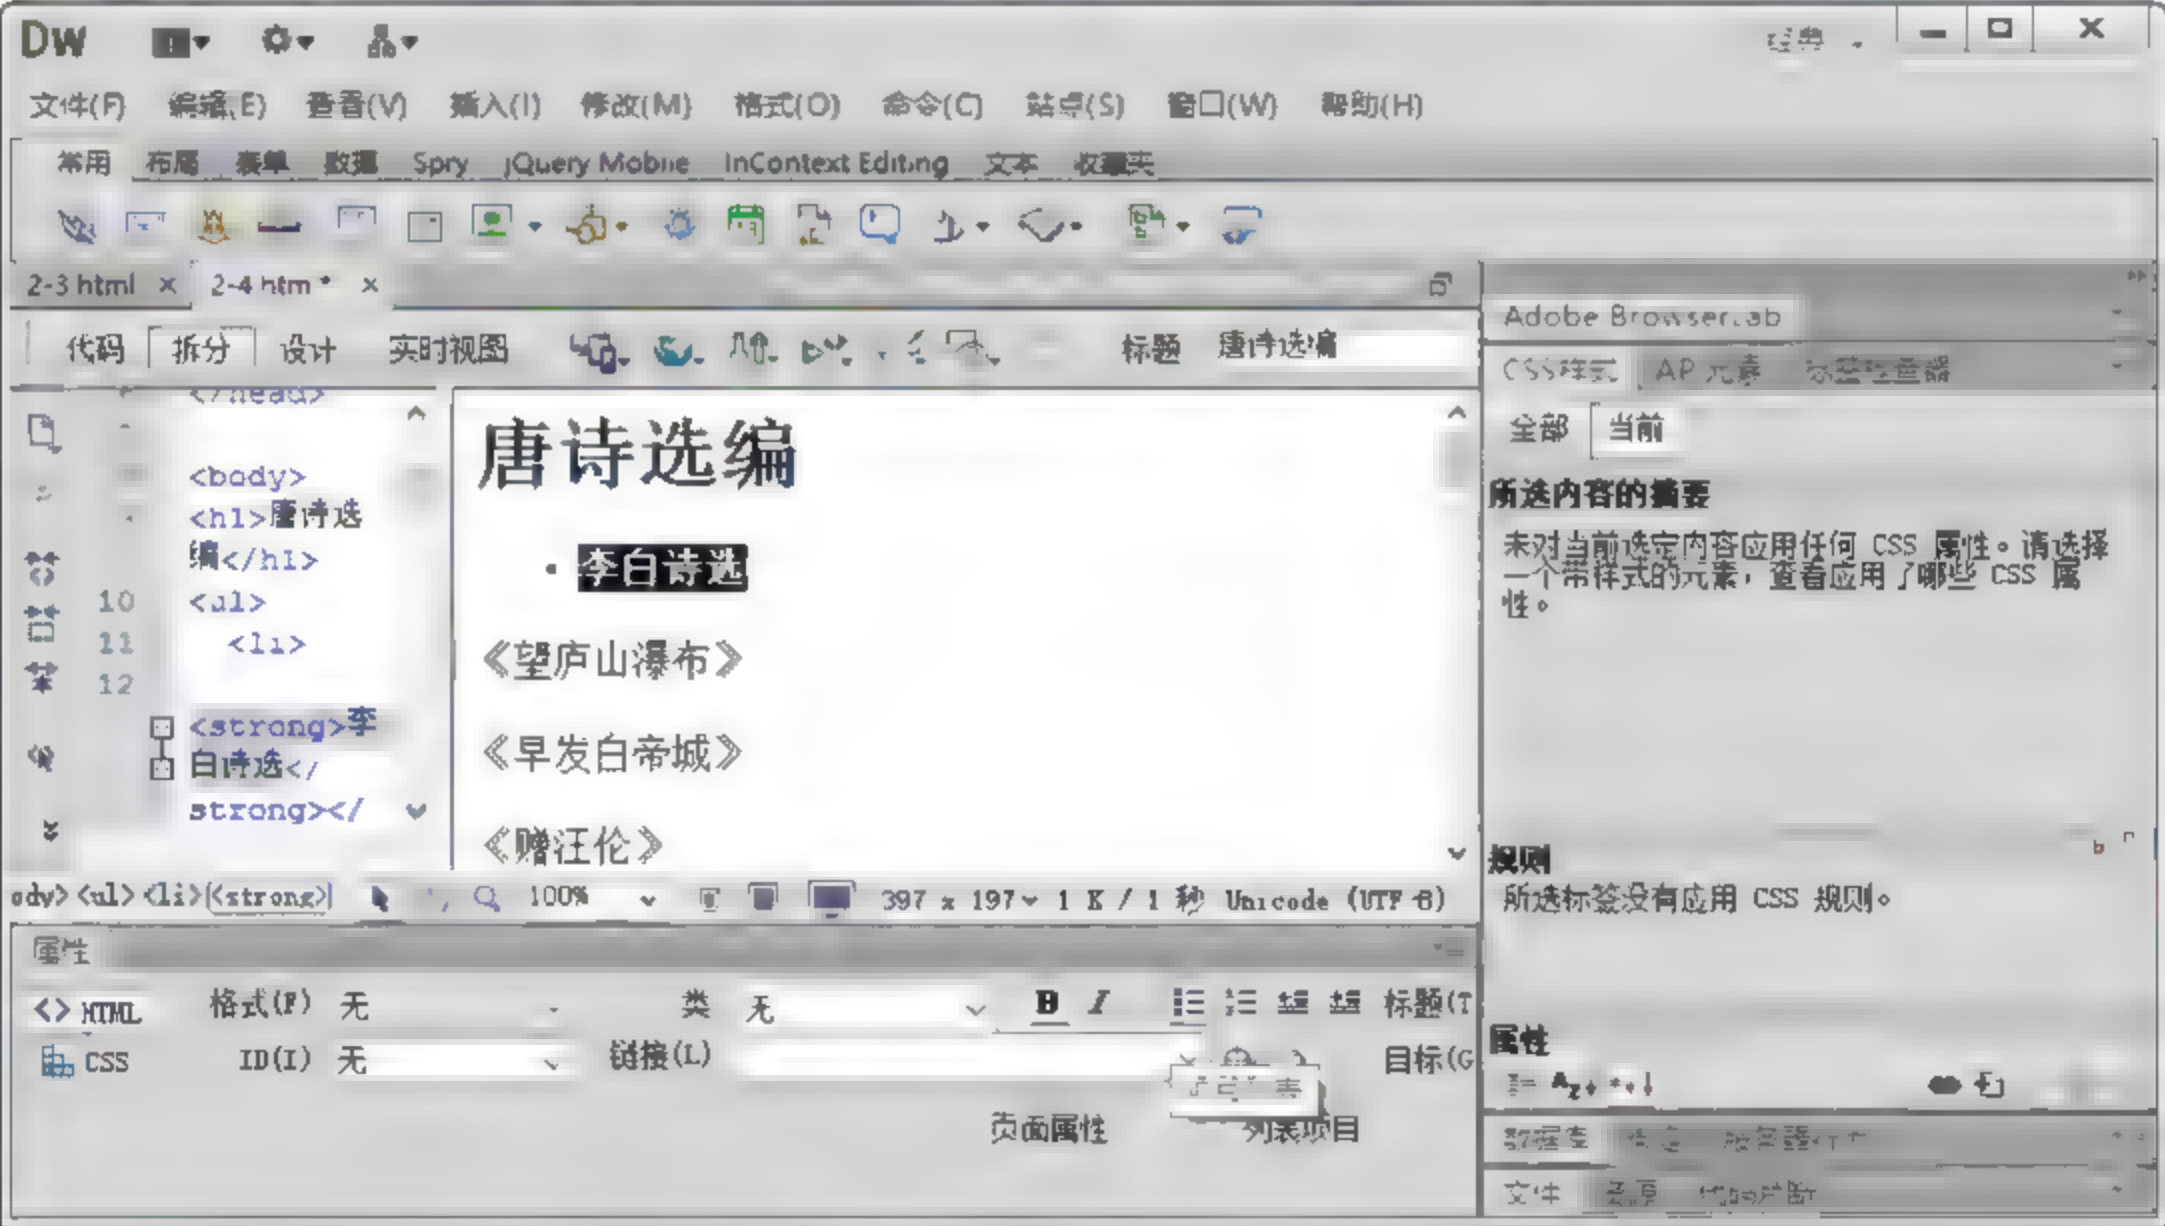 Dw
经典
文件(F) 编辑(E) 查看(V) 插入(I) 修改(M) 格式(O) 命令(C) 站点(S) 窗口(W) 帮助(H)
常用 布局 表单 数据 Spry jQuery Mobile InContext Editing 文本 收藏夹
2-3 html × 2-4 htm* ×
代码 拆分 设计 实时视图 标题 唐诗选编
</head>
<body>
<h1>唐诗选
编</h1>
10 <ul>
11 <li>
12
<strong>李
白诗选</
strong></
唐诗选编
• 李白诗选
《望庐山瀑布》
《早发白帝城》
《赠汪伦》
ody> <ul> <li> <strong> 100% 397 x 197 1 K / 1 秒 Unicode (UTF-8)
属性
<> HTML 格式(F) 无 类 无 B I 标题(T
CSS ID(I) 无 链接(L) 目标(G
页面属性 列表项目
Adobe BrowserLab
CSS样式 AP 元素 标签检查器
全部 当前
所选内容的摘要
未对当前选定内容应用任何 CSS 属性。请选择
一个带样式的元素，查看应用了哪些 CSS 属
性。
规则
所选标签没有应用 CSS 规则。
属性
文件 资源